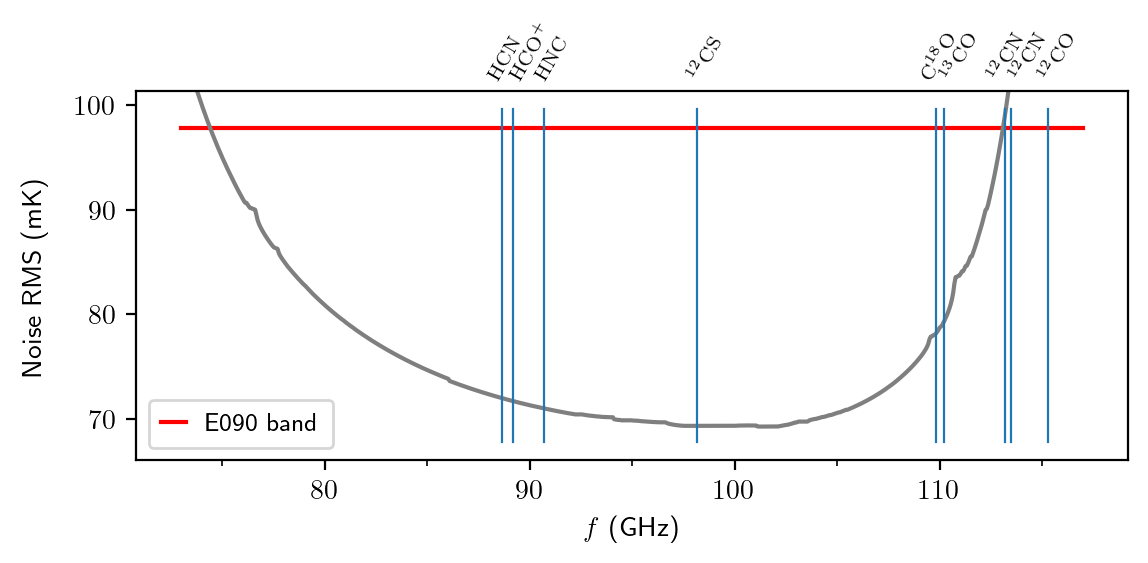 HCN
HCO⁺
HNC
¹²CS
C¹⁸O
¹³CO
¹²CN
¹²CN
¹²CO
100
90
80
70
Noise RMS (mK)
E090 band
80
90
100
110
f (GHz)